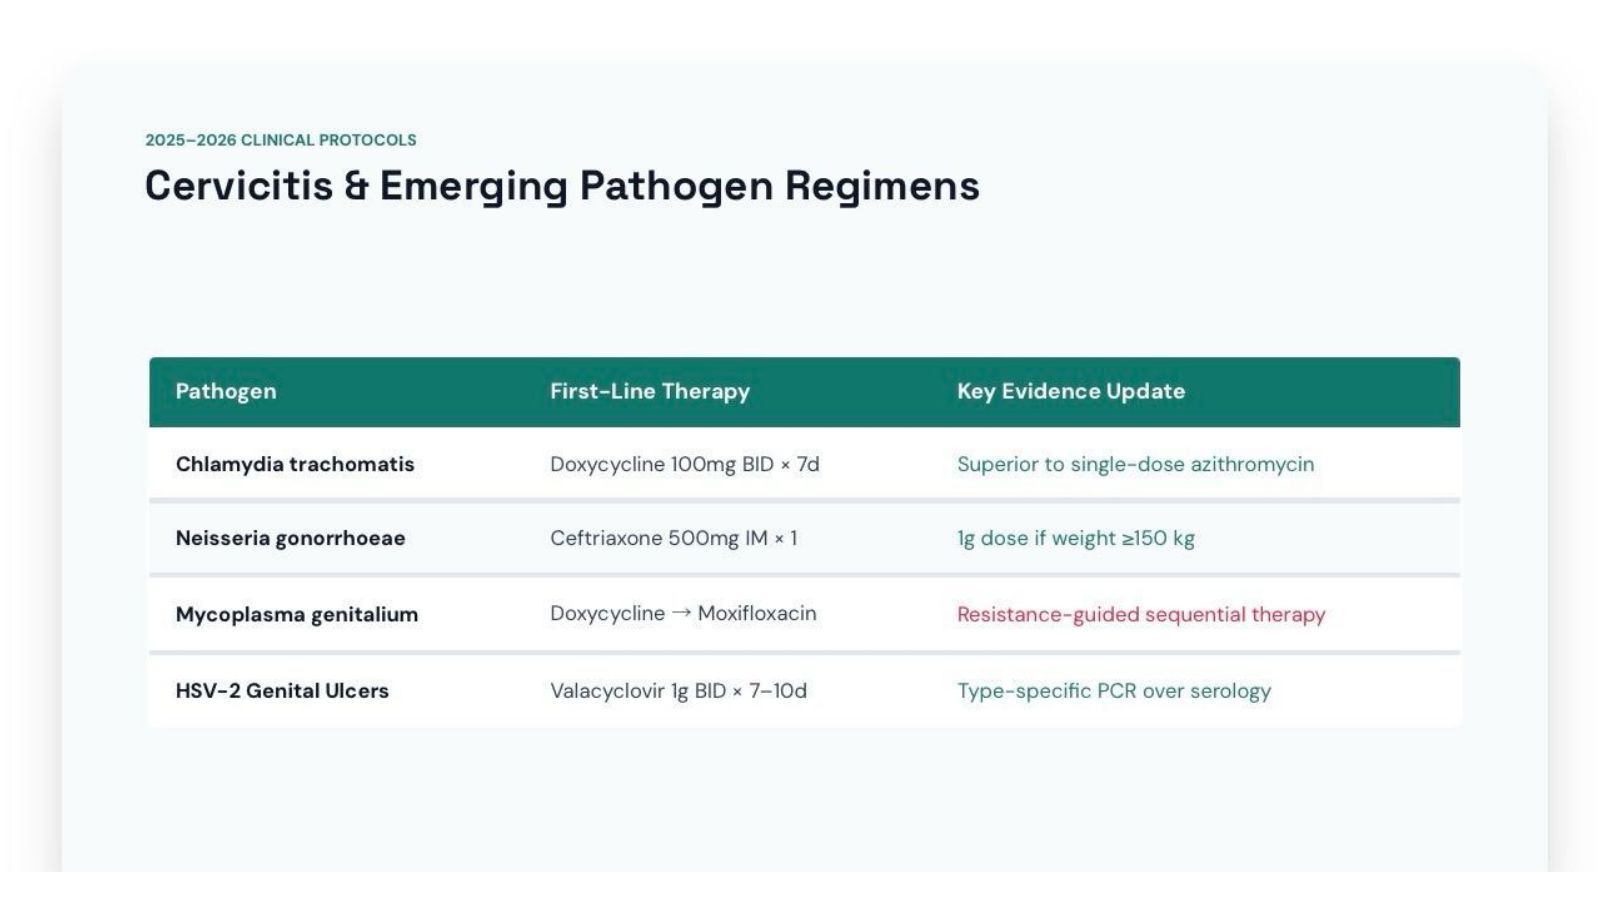 2025–2026 CLINICAL PROTOCOLS
Cervicitis & Emerging Pathogen Regimens
Pathogen First-Line Therapy Key Evidence Update
Chlamydia trachomatis Doxycycline 100mg BID × 7d Superior to single-dose azithromycin
Neisseria gonorrhoeae Ceftriaxone 500mg IM × 1 1g dose if weight ≥150 kg
Mycoplasma genitalium Doxycycline → Moxifloxacin Resistance-guided sequential therapy
HSV-2 Genital Ulcers Valacyclovir 1g BID × 7–10d Type-specific PCR over serology